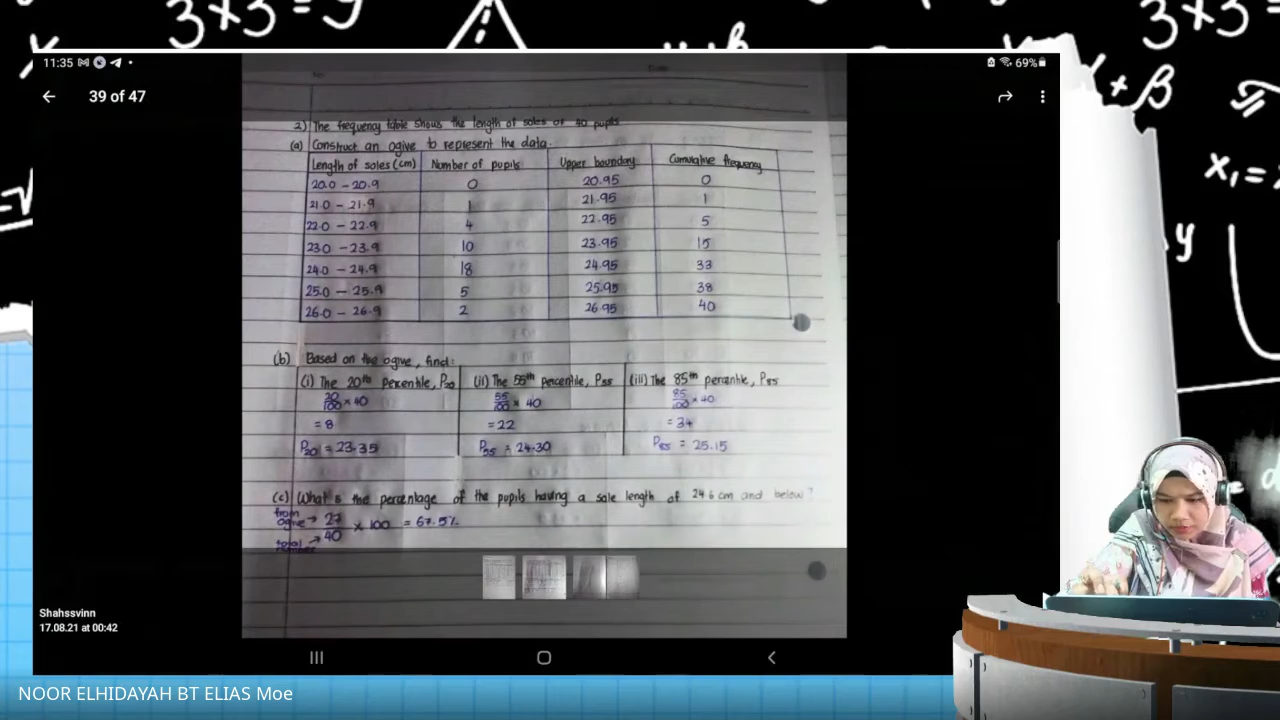 3x3=9
3x3=
11:35
69%
39 of 47
2) The frequency table shows the length of soles of 40 pupils
(a) Construct an ogive to represent the data.
Length of soles (cm) Number of pupils Upper boundary Cumulative frequency
20.0 - 20.9 0 20.95 0
21.0 - 21.9 1 21.95 1
22.0 - 22.9 4 22.95 5
23.0 - 23.9 10 23.95 15
24.0 - 24.9 18 24.95 33
25.0 - 25.9 5 25.95 38
26.0 - 26.9 2 26.95 40
(b) Based on the ogive, find:
(i) The 20th percentile, P20 (ii) The 55th percentile, P55 (iii) The 85th percentile, P85
20/100 × 40 55/100 × 40 85/100 × 40
= 8 = 22 = 34
P20 = 23.35 P55 = 24.30 P85 = 25.15
(c) What is the percentage of the pupils having a sole length of 24.6 cm and below?
from ogive → 27/40 × 100 = 67.5%
total number →
Shahssvinn
17.08.21 at 00:42
NOOR ELHIDAYAH BT ELIAS Moe
+ β
x₁=
y